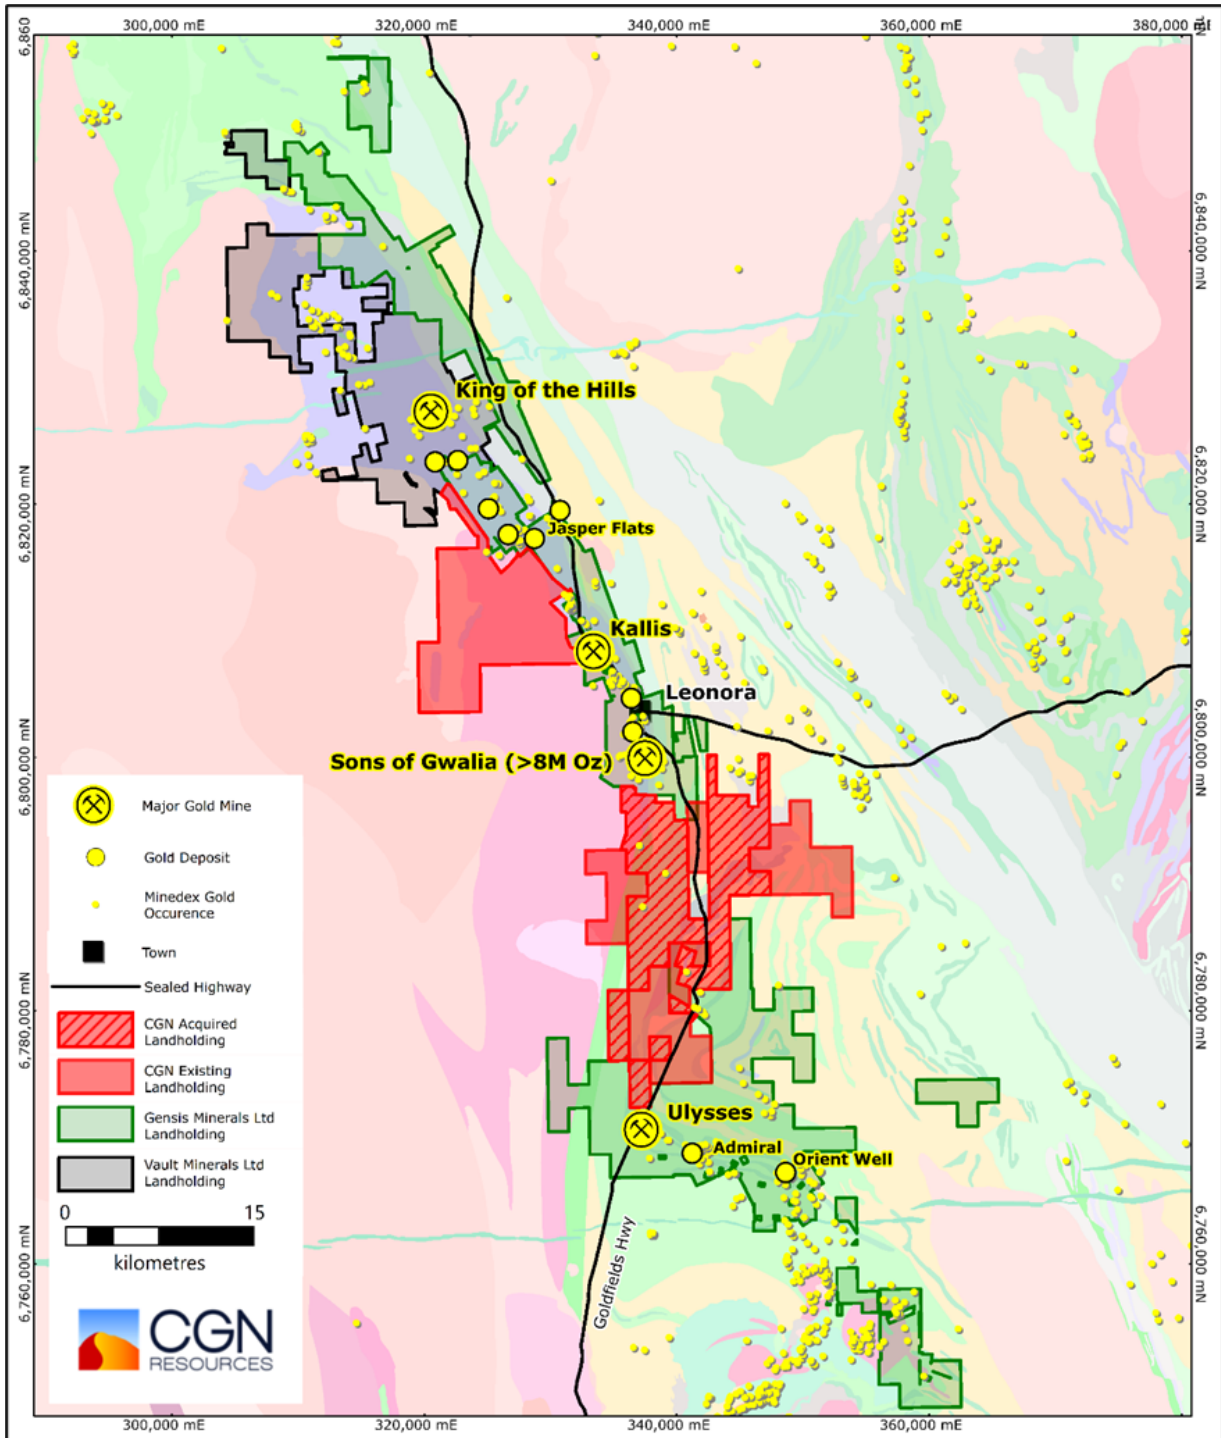 300,000 mE
320,000 mE
340,000 mE
360,000 mE
380,000 mE
6,860
6,840,000 mN
6,840,000 mN
King of the Hills
6,820,000 mN
6,820,000 mN
Jasper Flats
Kallis
Leonora
6,800,000 mN
Sons of Gwalia (>8M Oz)
6,800,000 mN
Major Gold Mine
Gold Deposit
Minedex Gold
Occurence
Town
Sealed Highway
CGN Acquired
Landholding
CGN Existing
Landholding
Gensis Minerals Ltd
Landholding
Vault Minerals Ltd
Landholding
0 15
kilometres
CGN
RESOURCES
6,780,000 mN
6,780,000 mN
Ulysses
Admiral
Orient Well
Goldfields Hwy
6,760,000 mN
6,760,000 mN
300,000 mE
320,000 mE
340,000 mE
360,000 mE